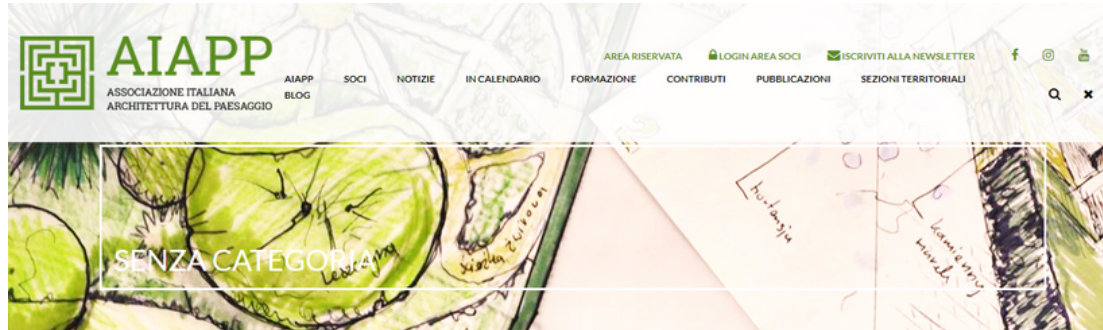 AIAPP
ASSOCIAZIONE ITALIANA
ARCHITETTURA DEL PAESAGGIO
AREA RISERVATA LOGIN AREA SOCI ISCRIVITI ALLA NEWSLETTER
AIAPP SOCI NOTIZIE IN CALENDARIO FORMAZIONE CONTRIBUTI PUBBLICAZIONI SEZIONI TERRITORIALI
BLOG
SENZA CATEGORIA
hortensje